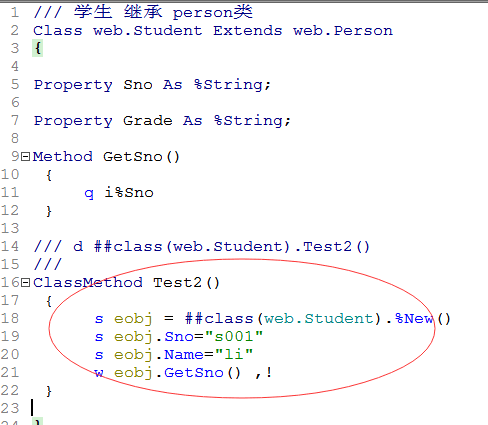 1 /// 学生 继承 person类
2 Class web.Student Extends web.Person
3 {
4
5 Property Sno As %String;
6
7 Property Grade As %String;
8
9 Method GetSno()
10 {
11 q i%Sno
12 }
13
14 /// d ##class(web.Student).Test2()
15 ///
16 ClassMethod Test2()
17 {
18 s eobj = ##class(web.Student).%New()
19 s eobj.Sno="s001"
20 s eobj.Name="li"
21 w eobj.GetSno() ,!
22 }
23
24 }